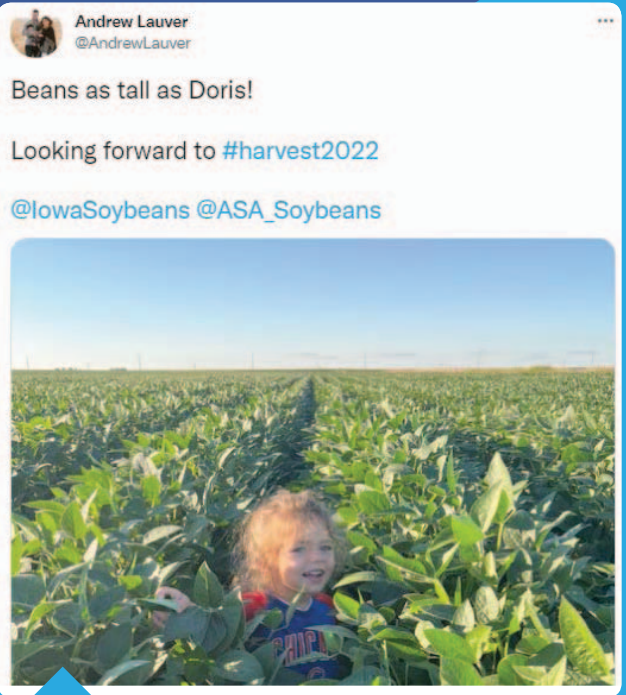 Andrew Lauver
@AndrewLauver
Beans as tall as Doris!
Looking forward to #harvest2022
@IowaSoybeans @ASA_Soybeans